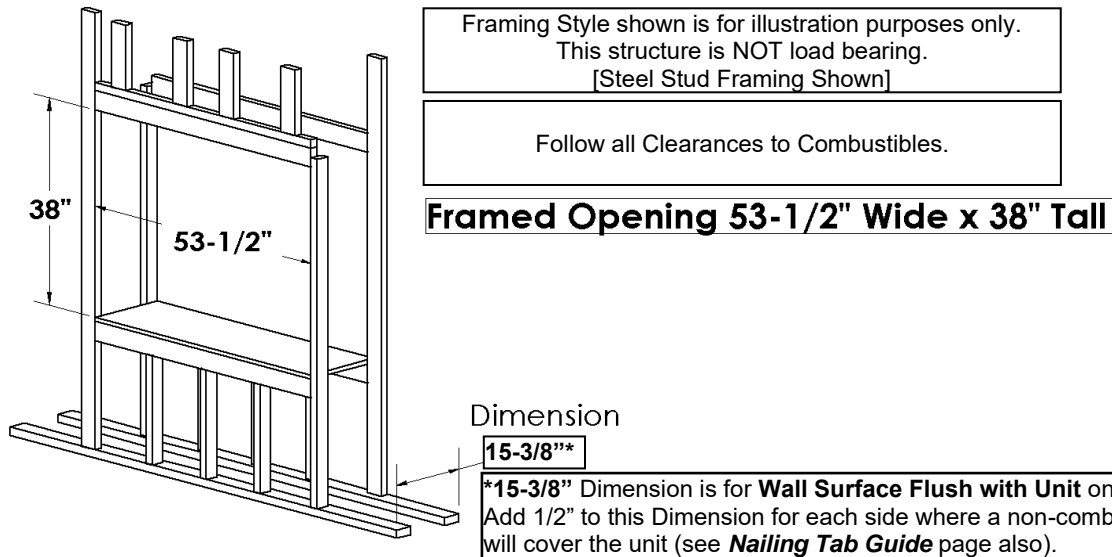 Framing Style shown is for illustration purposes only.
This structure is NOT load bearing.
[Steel Stud Framing Shown]
Follow all Clearances to Combustibles.
38"
53-1/2"
Framed Opening 53-1/2" Wide x 38" Tall
Dimension
15-3/8”*
*15-3/8” Dimension is for Wall Surface Flush with Unit on
Add 1/2” to this Dimension for each side where a
will cover the unit (see Nailing Tab Guide page also).